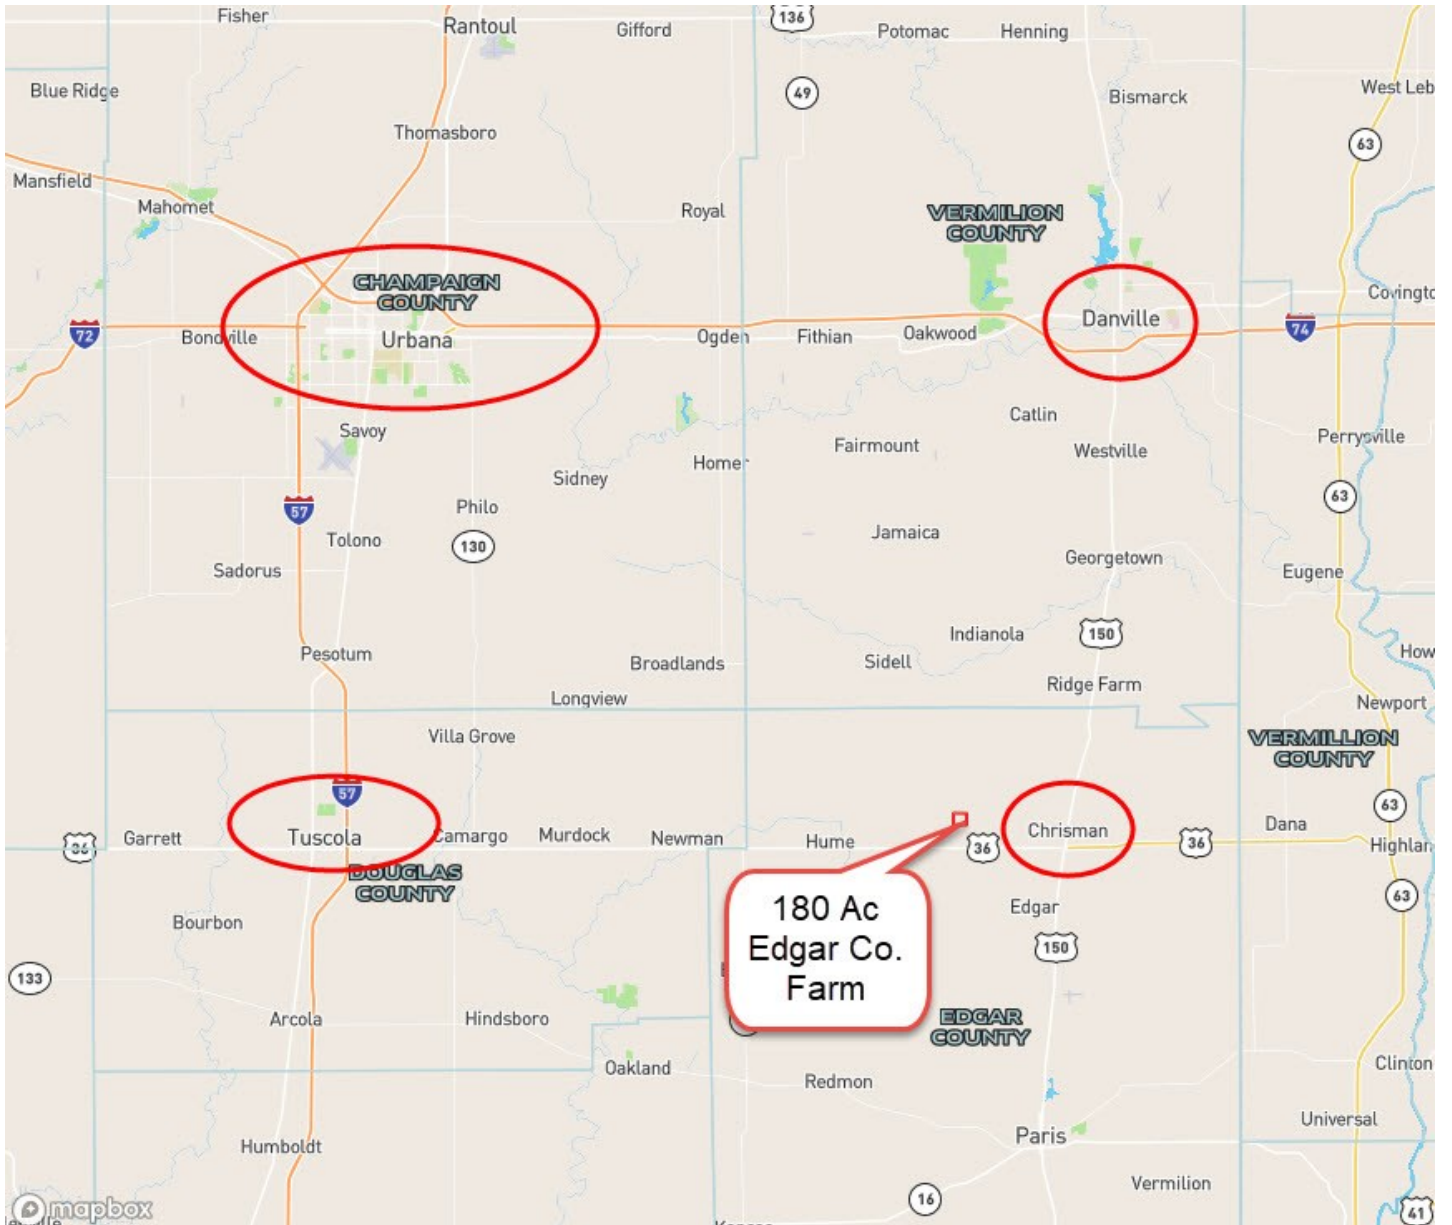 Fisher
Rantoul
Gifford
136
Potomac
Henning
Blue Ridge
49
Bismarck
West Leb
Thomasboro
63
Mansfield
Mahomet
Royal
VERMILION
COUNTY
CHAMPAIGN
COUNTY
Covingto
72
Bondville
Urbana
Ogden
Fithian
Oakwood
Danville
74
Catlin
Savoy
Fairmount
Westville
Perrysville
Homer
Sidney
63
57
Philo
Jamaica
Tolono
130
Georgetown
Sadorus
Eugene
Indianola
150
Pesotum
Broadlands
Sidell
How
Ridge Farm
Longview
Newport
Villa Grove
VERMILLION
COUNTY
57
63
36
Garrett
Tuscola
Camargo
Murdock
Newman
Hume
36
Chrisman
36
Dana
Highlan
DOUGLAS
COUNTY
63
180 Ac
Edgar Co.
Farm
Edgar
Bourbon
150
133
Arcola
Hindsboro
EDGAR
COUNTY
Oakland
Redmon
Clinton
Universal
Paris
Humboldt
Vermilion
16
41
mapbox